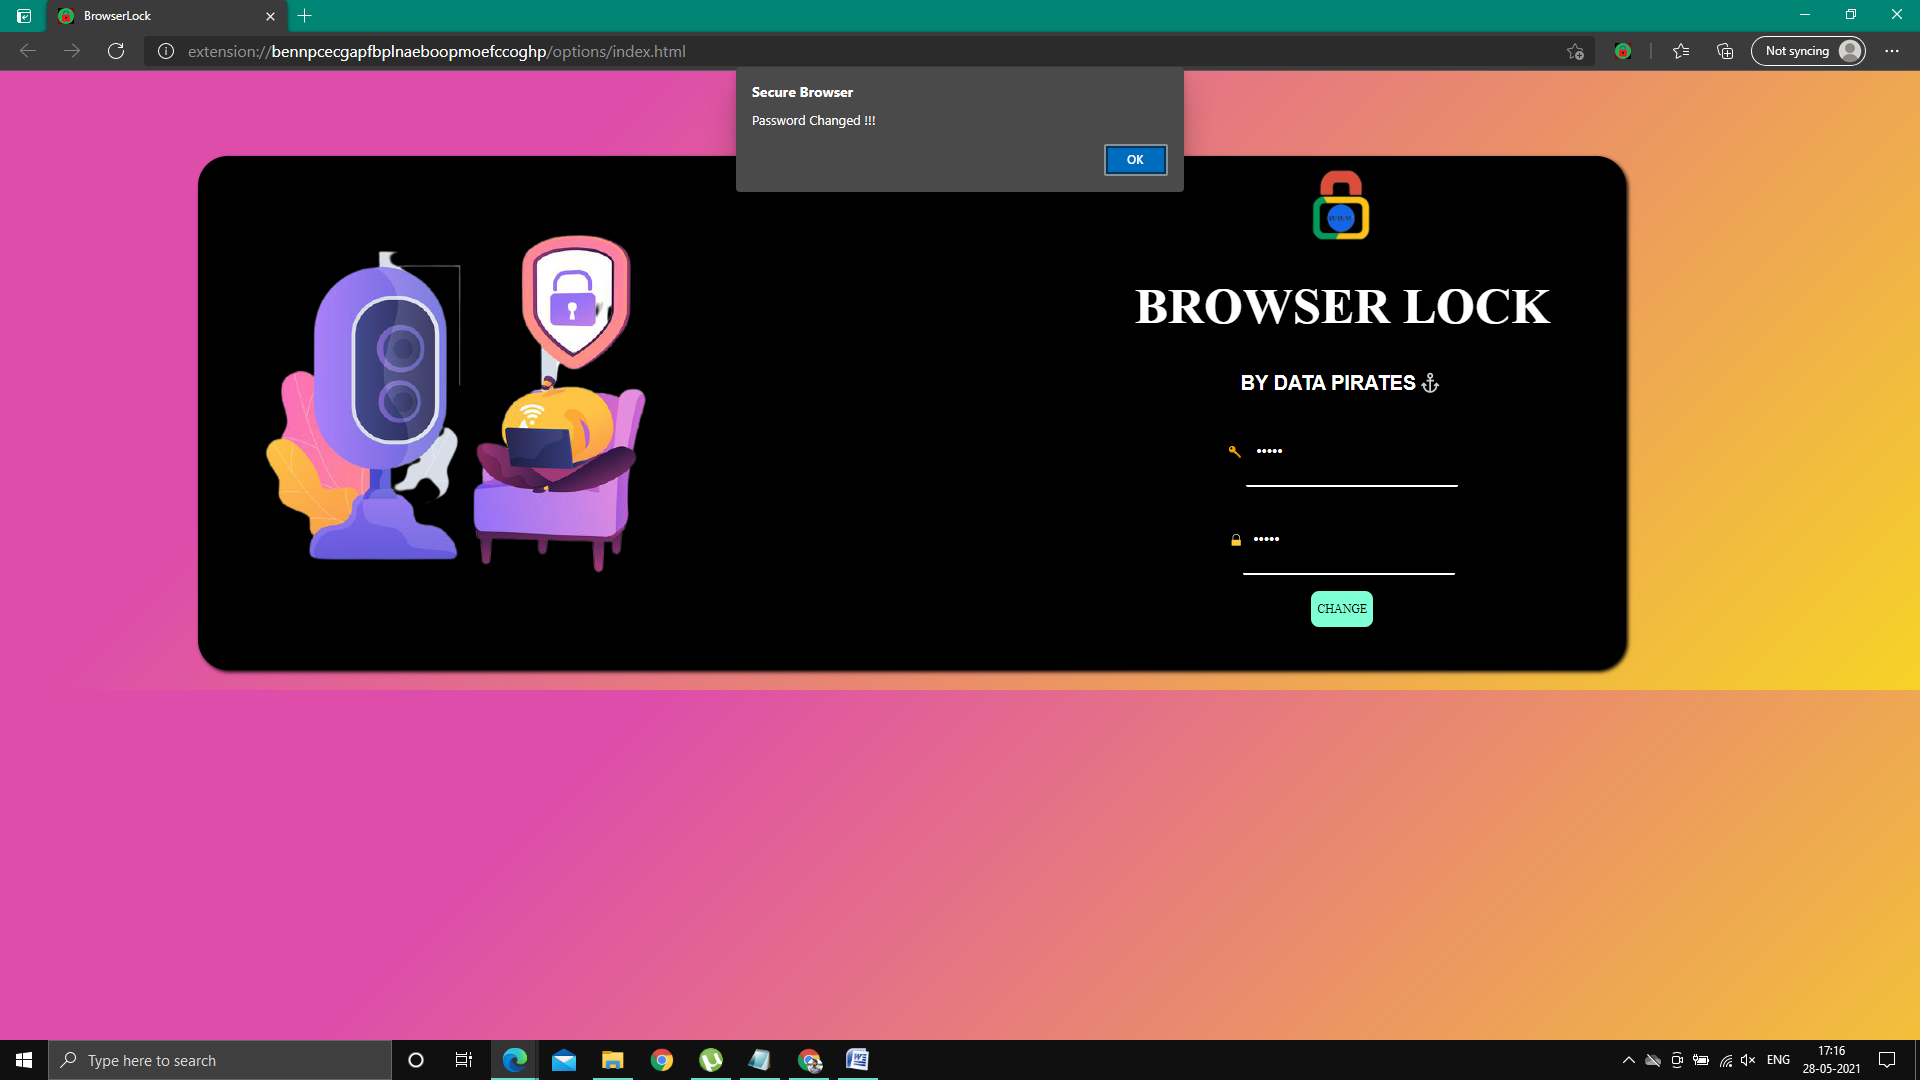 BrowserLock
extension://bennpcecgapfbplnaeboopmoefccoghp/options/index.html
Not syncing
Secure Browser
Password Changed !!!
OK
BROWSER LOCK
BY DATA PIRATES ⚓
•••••
•••••
CHANGE
Type here to search
ENG
17:16
28-05-2021